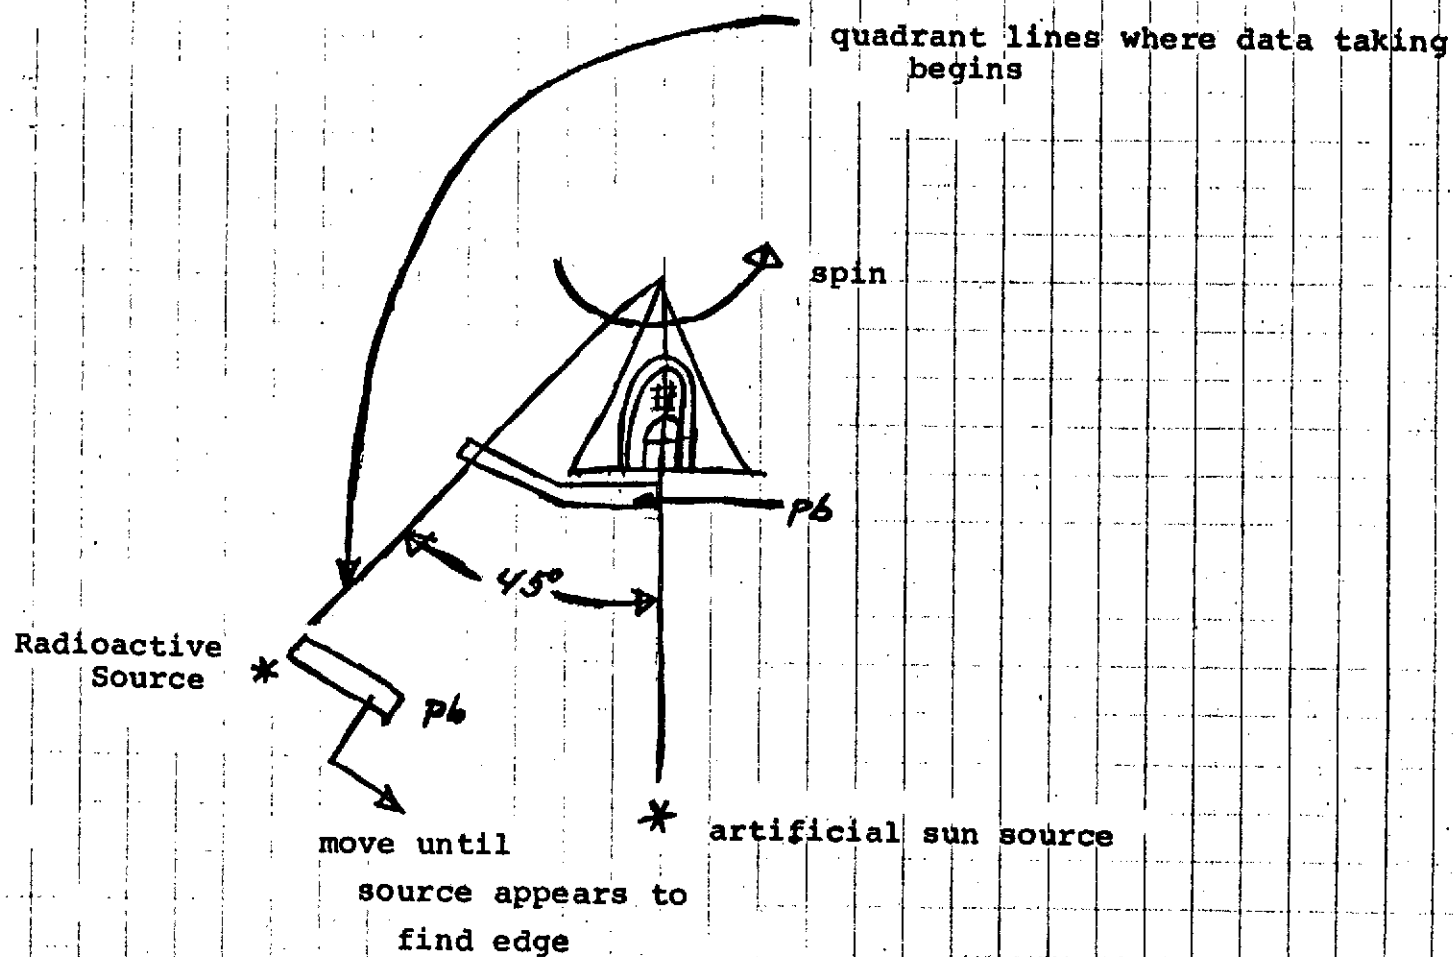 quadrant lines where data taking
begins
spin
pb
45°
Radioactive
Source
pb
artificial sun source
move until
source appears to
find edge